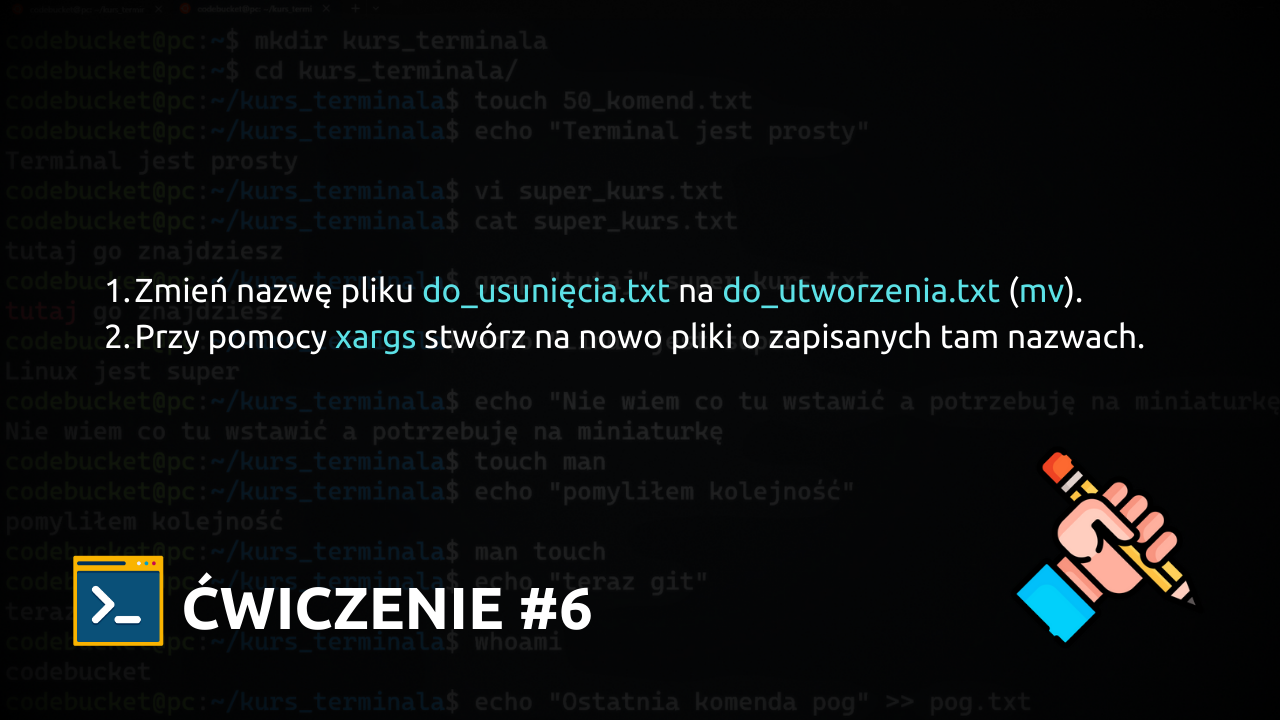 codebucket@pc:~$ mkdir kurs_terminala
codebucket@pc:~$ cd kurs_terminala/
codebucket@pc:~/kurs_terminala$ touch 50_komend.txt
codebucket@pc:~/kurs_terminala$ echo "Terminal jest prosty"
Terminal jest prosty
codebucket@pc:~/kurs_terminala$ vi super_kurs.txt
codebucket@pc:~/kurs_terminala$ cat super_kurs.txt
tutaj go znajdziesz
codebucket@pc:~/kurs_terminala$ grep "tutaj" super_kurs.txt
1. Zmień nazwę pliku do_usunięcia.txt na do_utworzenia.txt (mv).
tutaj go znajdziesz
2. Przy pomocy xargs stwórz na nowo pliki o zapisanych tam nazwach.
Linux jest super
codebucket@pc:~/kurs_terminala$ echo "Nie wiem co tu wstawić a potrzebuję na miniaturkę
Nie wiem co tu wstawić a potrzebuję na miniaturkę
codebucket@pc:~/kurs_terminala$ touch man
codebucket@pc:~/kurs_terminala$ echo "pomyliłem kolejność"
pomyliłem kolejność
codebucket@pc:~/kurs_terminala$ man touch
codebucket@pc:~/kurs_terminala$ echo "teraz git"
teraz
ĆWICZENIE #6
codebucket@pc:~/kurs_terminala$ whoami
codebucket
codebucket@pc:~/kurs_terminala$ echo "Ostatnia komenda pog" >> pog.txt